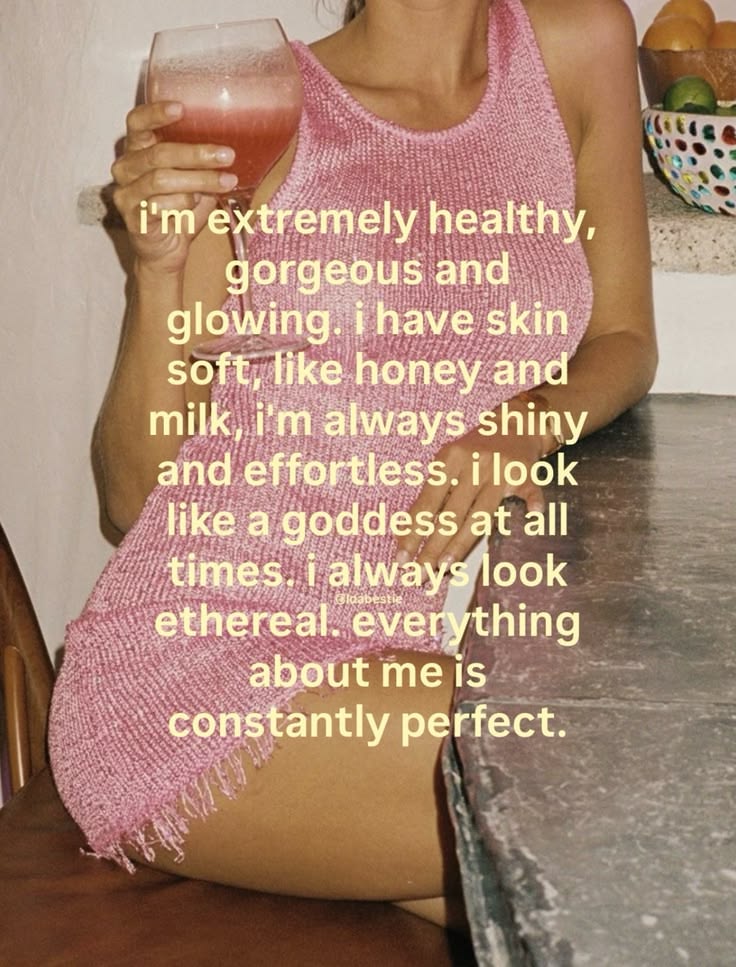 i'm extremely healthy,
gorgeous and
glowing. i have skin
soft, like honey and
milk, i'm always shiny
and effortless. i look
like a goddess at all
times. i always look
@loabestie
ethereal. everything
about me is
constantly perfect.